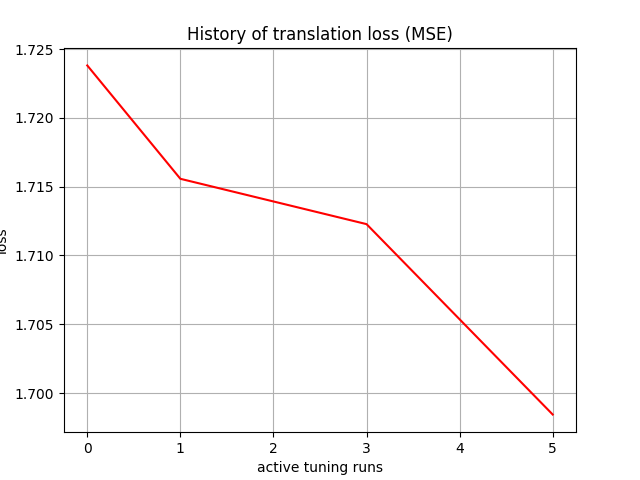 History of translation loss (MSE)
1.725
1.720
1.715
1.710
1.705
1.700
loss
0 1 2 3 4 5
active tuning runs